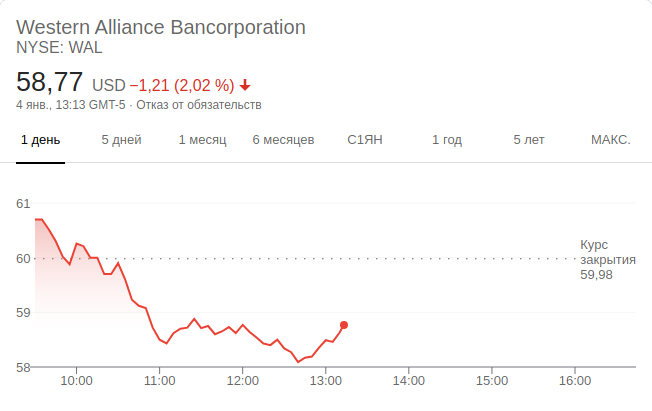 Western Alliance Bancorporation
NYSE: WAL
58,77 USD −1,21 (2,02 %)
4 янв., 13:13 GMT-5 · Отказ от обязательств
1 день 5 дней 1 месяц 6 месяцев С1ЯН 1 год 5 лет МАКС.
61
60
59
58
Курс
закрытия
59,98
10:00 11:00 12:00 13:00 14:00 15:00 16:00